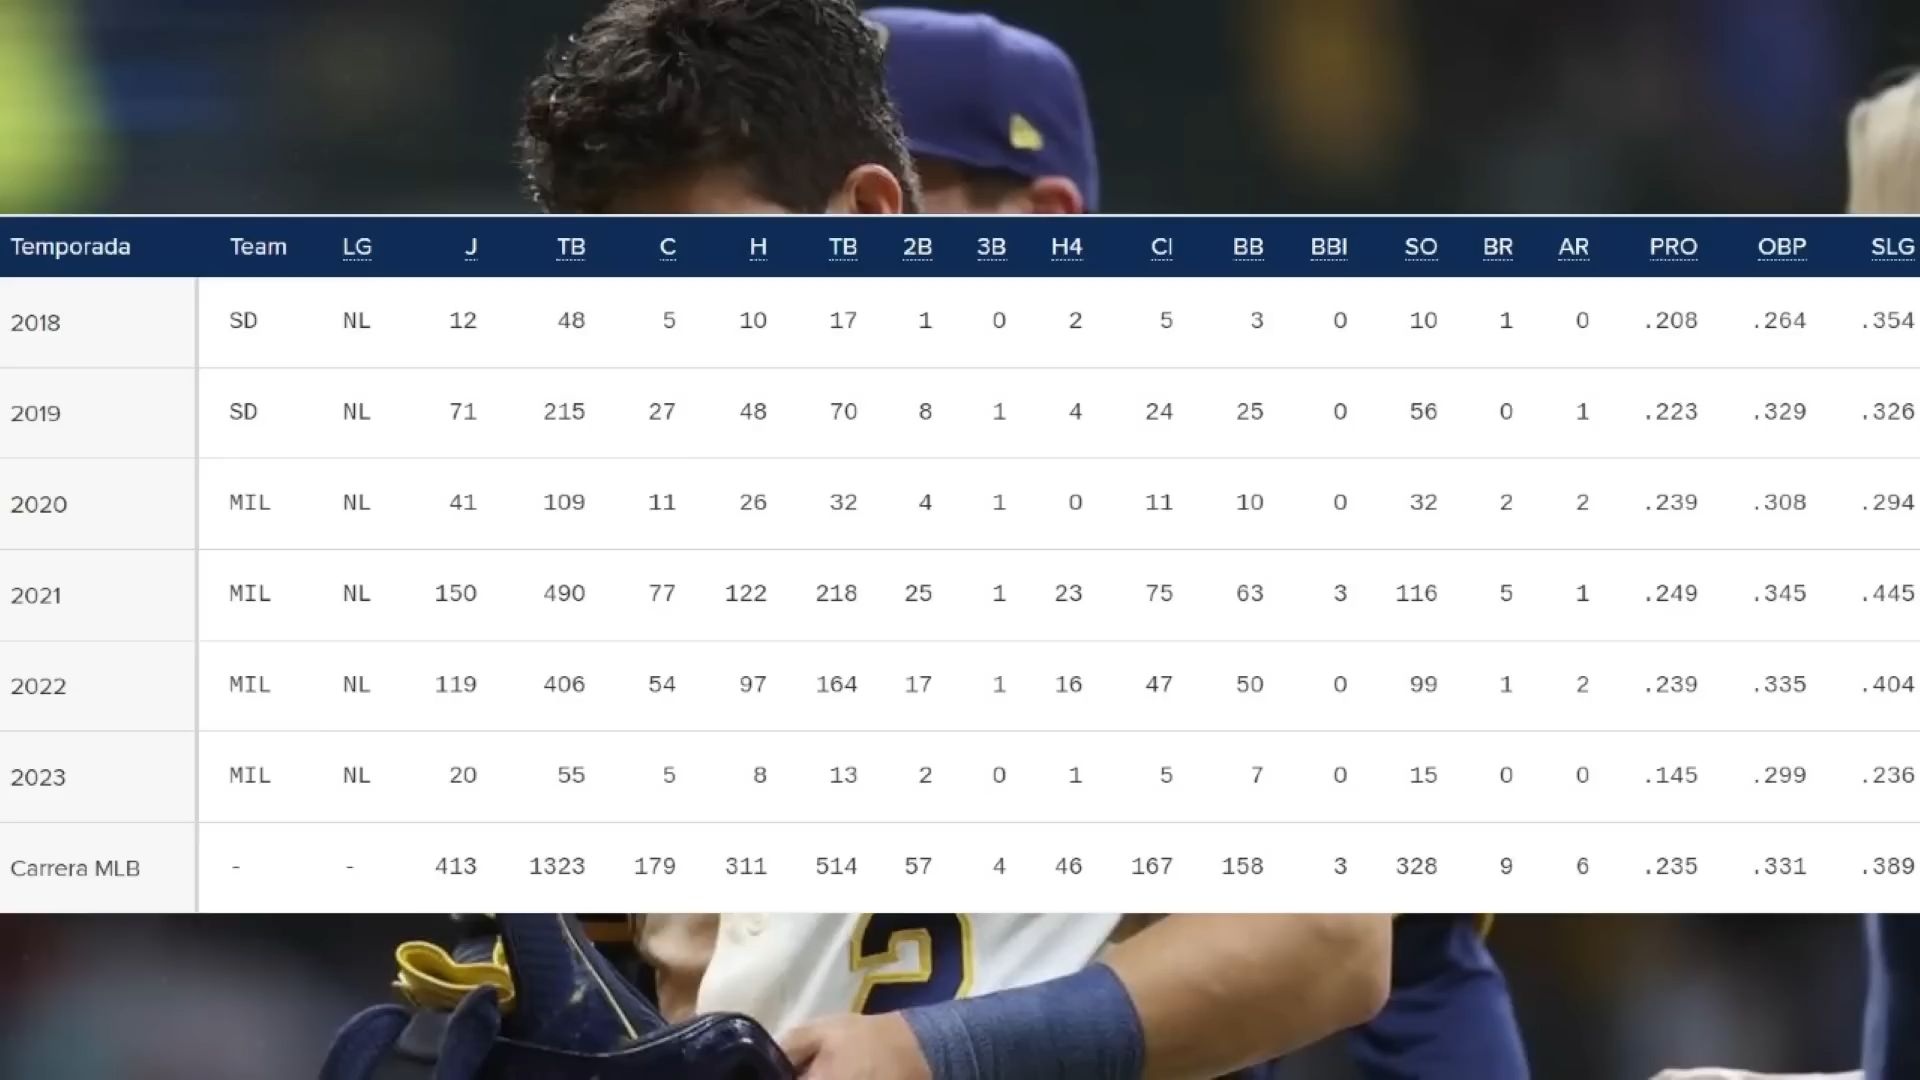 Temporada Team LG J TB C H TB 2B 3B H4 CI BB BBI SO BR AR PRO OBP SLG
2018 SD NL 12 48 5 10 17 1 0 2 5 3 0 10 1 0 .208 .264 .354
2019 SD NL 71 215 27 48 70 8 1 4 24 25 0 56 0 1 .223 .329 .326
2020 MIL NL 41 109 11 26 32 4 1 0 11 10 0 32 2 2 .239 .308 .294
2021 MIL NL 150 490 77 122 218 25 1 23 75 63 3 116 5 1 .249 .345 .445
2022 MIL NL 119 406 54 97 164 17 1 16 47 50 0 99 1 2 .239 .335 .404
2023 MIL NL 20 55 5 8 13 2 0 1 5 7 0 15 0 0 .145 .299 .236
Carrera MLB - - 413 1323 179 311 514 57 4 46 167 158 3 328 9 6 .235 .331 .389
2